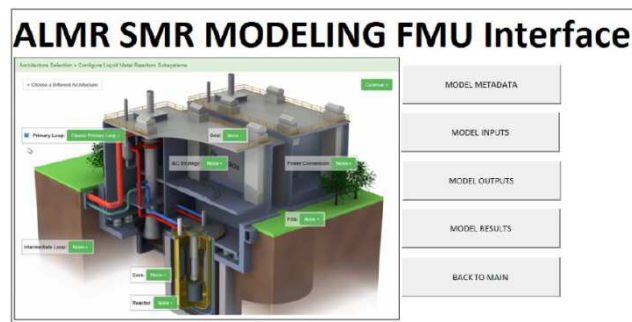 ALMR SMR MODELING FMU Interface
Architecture Selection » Configure Liquid Metal Reactors Subsystems
« Choose a Different Architecture
Continue »
MODEL METADATA
Primary Loop: Classic Primary Loop »
Grid: None »
MODEL INPUTS
I&C Strategy: None »
Power Conversion: None »
MODEL OUTPUTS
None »
MODEL RESULTS
Intermediate Loop: None »
Core: None »
BACK TO MAIN
Reactor: None »